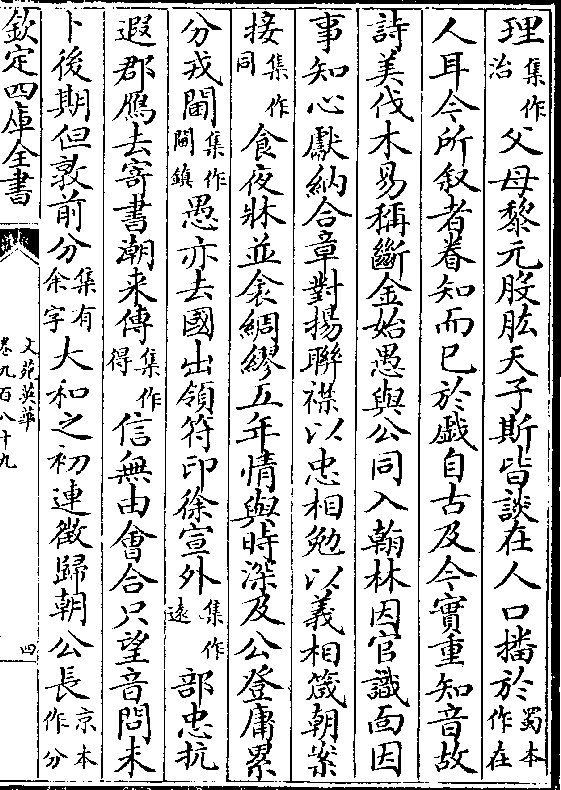 理集作治父母黎元股肱天子斯皆談在人口播於蜀本作在
人耳今所叙者眷知而已於戲自古及今實重知音故
詩美伐木易稱斷金始愚與公同入翰林因官識面因
事知心獻納合章對揚聯襟以忠相勉以義相箴朝案
接集作同食夜牀並衾綢繆五年情與時深及公登庸累
分戎閫集作閫鎮愚亦去國出領符印徐宣外集作遠部忠抗
遐郡鴈去寄書潮来傳集作得信無由會合只望音問未
卜後期但敦前分集有余字大和之初連徵歸朝公長京本作分
欽定四庫全書
文苑英華
卷九百八十九
四